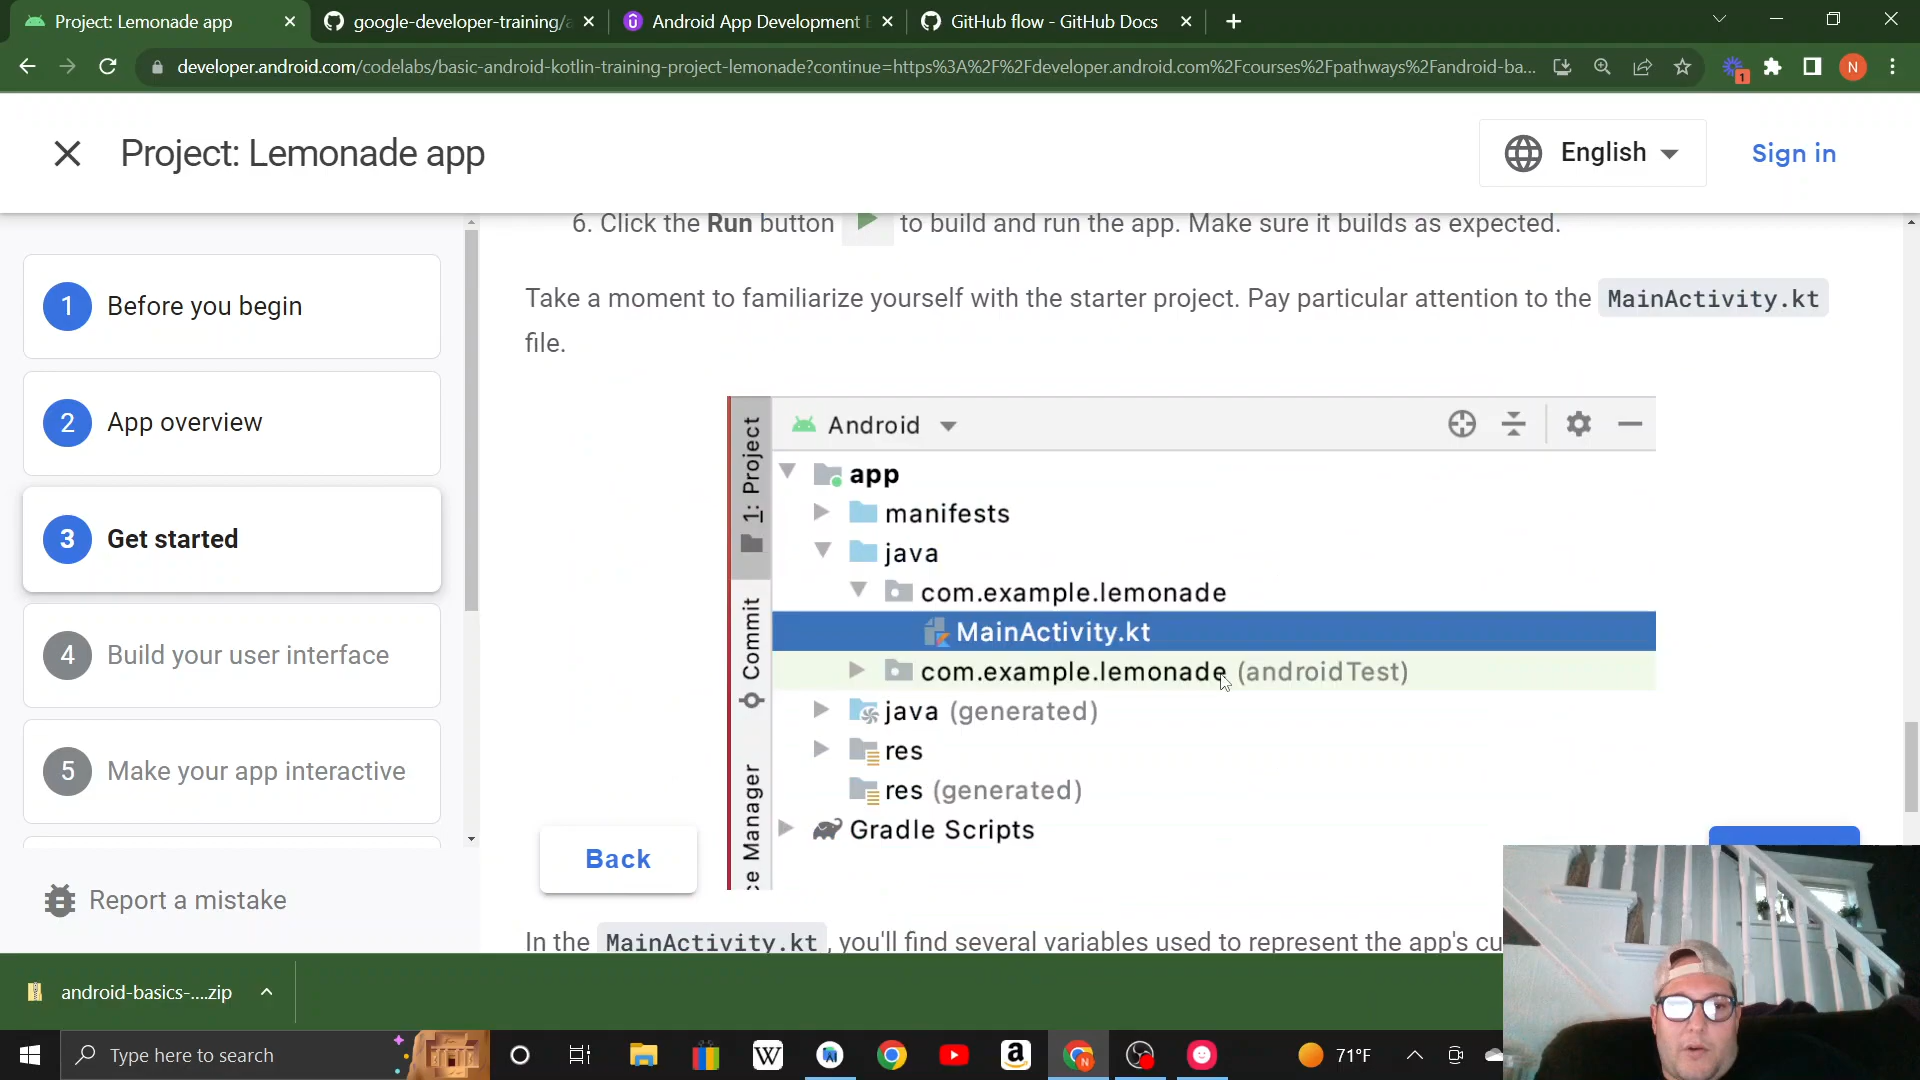 Project: Lemonade app
google-developer-training/a
Android App Development E
GitHub flow - GitHub Docs
developer.android.com/codelabs/basic-android-kotlin-training-project-lemonade?continue=https%3A%2F%2Fdeveloper.android.com%2Fcourses%2Fpathways%2Fandroid-ba...
1
N
Project: Lemonade app
English
Sign in
1 Before you begin
2 App overview
3 Get started
4 Build your user interface
5 Make your app interactive
Report a mistake
6. Click the Run button to build and run the app. Make sure it builds as expected.
Take a moment to familiarize yourself with the starter project. Pay particular attention to the MainActivity.kt
file.
1: Project
Commit
ce Manager
Android
app
manifests
java
com.example.lemonade
MainActivity.kt
com.example.lemonade (androidTest)
java (generated)
res
res (generated)
Gradle Scripts
Back
In the MainActivity.kt , you'll find several variables used to represent the app's cu
android-basics-....zip
Type here to search
W
a
N
71°F